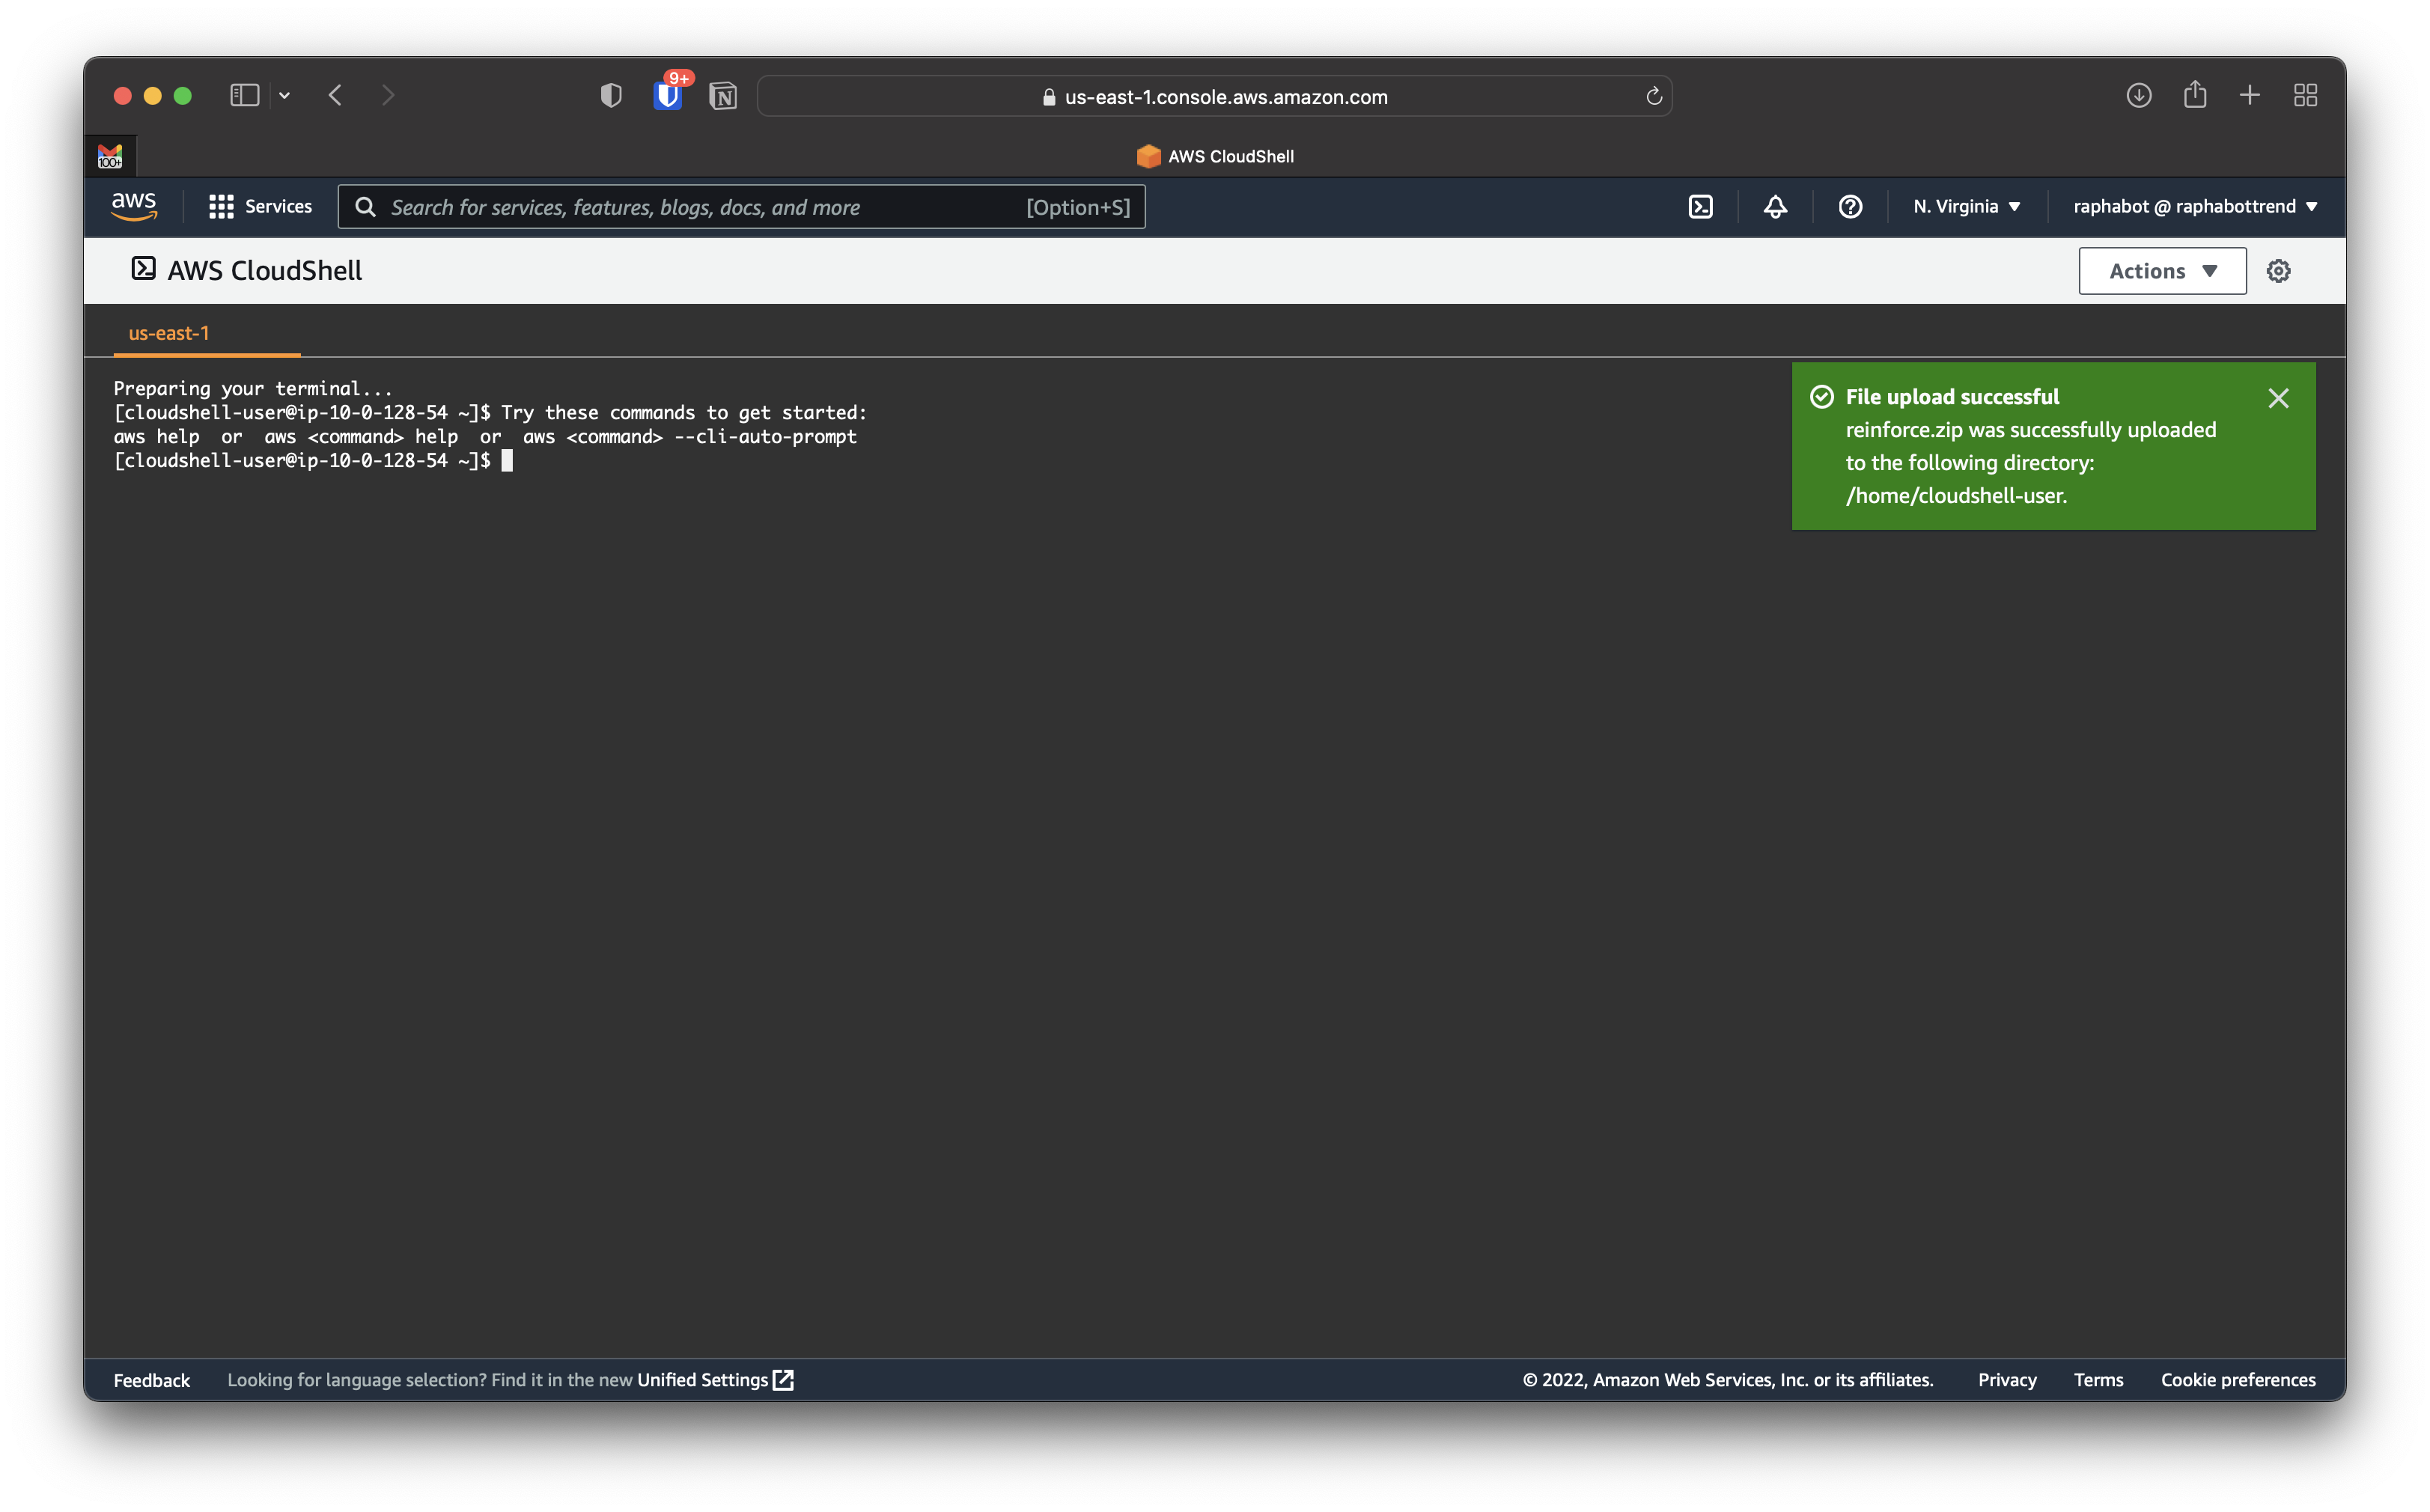 9+
us-east-1.console.aws.amazon.com
100+
AWS CloudShell
aws
Services
Search for services, features, blogs, docs, and more [Option+S]
N. Virginia
raphabot @ raphabottrend
AWS CloudShell
Actions
us-east-1
Preparing your terminal...
[cloudshell-user@ip-10-0-128-54 ~]$ Try these commands to get started:
aws help  or  aws <command> help  or  aws <command> --cli-auto-prompt
[cloudshell-user@ip-10-0-128-54 ~]$
File upload successful
reinforce.zip was successfully uploaded
to the following directory:
/home/cloudshell-user.
Feedback
Looking for language selection? Find it in the new Unified Settings
© 2022, Amazon Web Services, Inc. or its affiliates.
Privacy
Terms
Cookie preferences